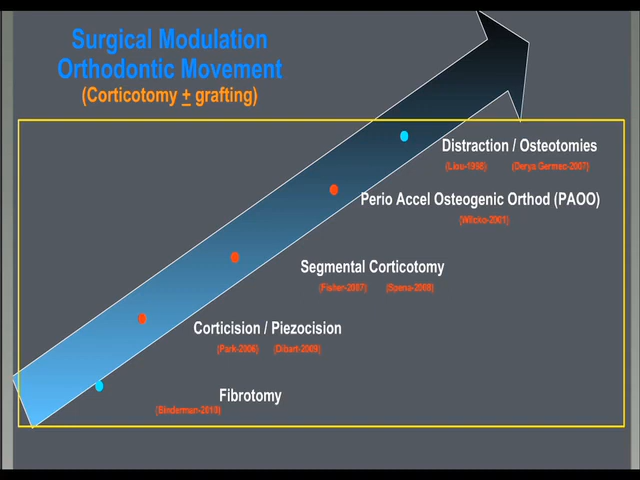 Surgical Modulation
Orthodontic Movement
(Corticotomy ± grafting)
Distraction / Osteotomies
(Liou-1998) (Derya Germec-2007)
Perio Accel Osteogenic Orthod (PAOO)
(Wilcko-2001)
Segmental Corticotomy
(Fisher-2007) (Spena-2008)
Corticision / Piezocision
(Park-2006) (Dibart-2009)
Fibrotomy
(Binderman-2010)